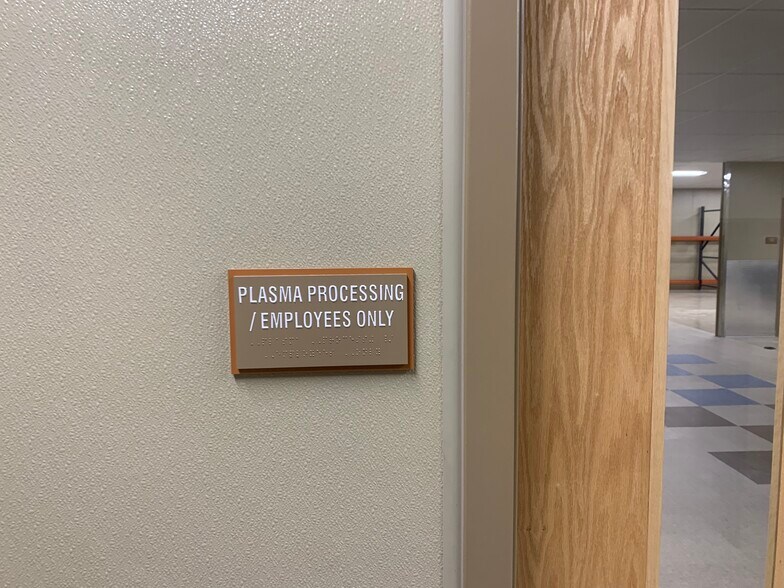 PLASMA PROCESSING
/ EMPLOYEES ONLY